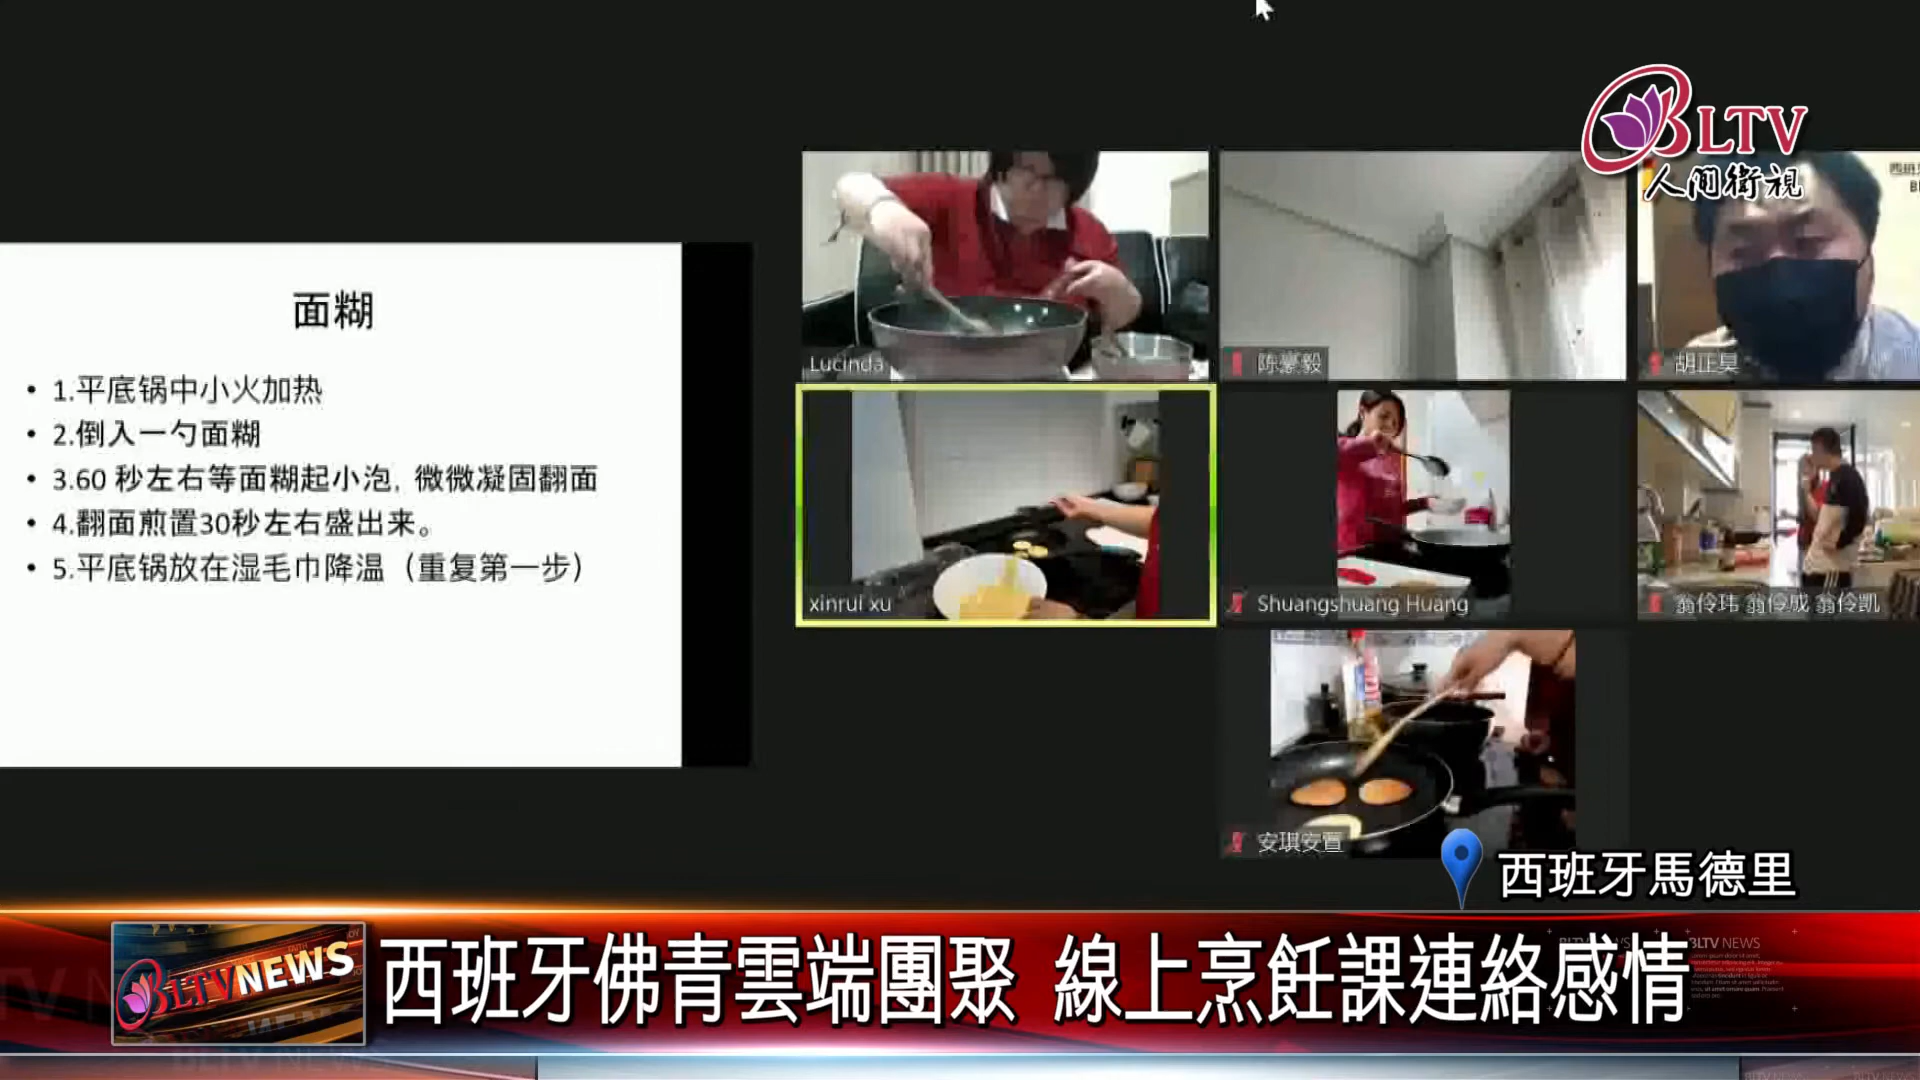 BLTV
人間衛視
面糊
• 1.平底锅中小火加热
• 2.倒入一勺面糊
• 3.60 秒左右等面糊起小泡, 微微凝固翻面
• 4.翻面煎置30秒左右盛出来。
• 5.平底锅放在湿毛巾降温（重复第一步）
Lucinda
陈豪毅
胡正昊
xinrui xu
Shuangshuang Huang
翁伶玮 翁伶成 翁伶凯
安琪安萱
西班牙馬德里
BLTV NEWS
西班牙佛青雲端團聚 線上烹飪課連絡感情
BLTV NEWS